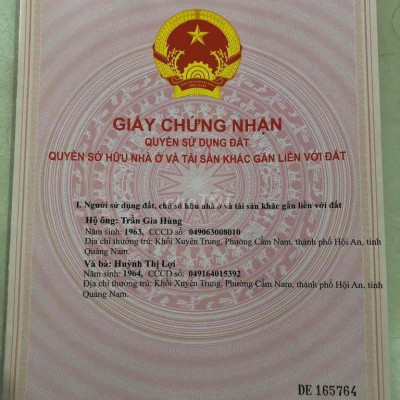 GIẤY CHỨNG NHẬN
QUYỀN SỬ DỤNG ĐẤT
QUYỀN SỞ HỮU NHÀ Ở VÀ TÀI SẢN KHÁC GẮN LIỀN VỚI ĐẤT
I. Người sử dụng đất, chủ sở hữu nhà ở và tài sản khác gắn liền với đất
Hộ ông: Trần Gia Hùng
Năm sinh: 1963, CCCD số: 049063008010
Địa chỉ thường trú: Khối Xuyên Trung, Phường Cẩm Nam, thành phố Hội An, tỉnh
Quảng Nam.
Và bà: Huỳnh Thị Lợi
Năm sinh: 1964, CCCD số: 049164015392
Địa chỉ thường trú: Khối Xuyên Trung, Phường Cẩm Nam, thành phố Hội An, tỉnh
Quảng Nam.
DE 165764